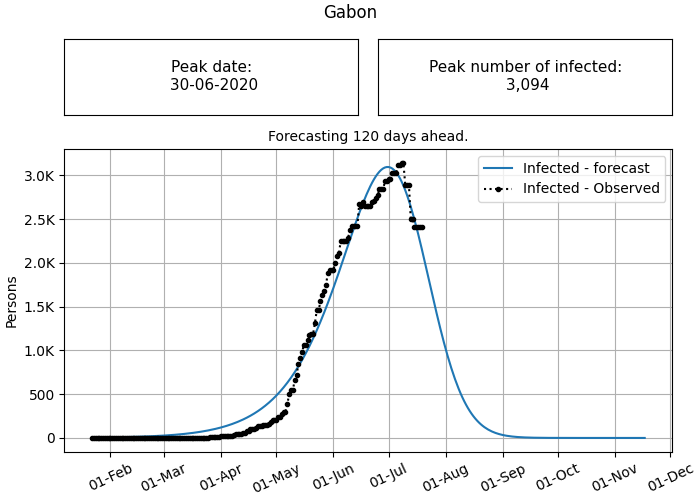 Gabon
Peak date:
30-06-2020
Peak number of infected:
3,094
Forecasting 120 days ahead.
Infected - forecast
Infected - Observed
Persons
3.0K
2.5K
2.0K
1.5K
1.0K
500
0
01-Feb
01-Mar
01-Apr
01-May
01-Jun
01-Jul
01-Aug
01-Sep
01-Oct
01-Nov
01-Dec